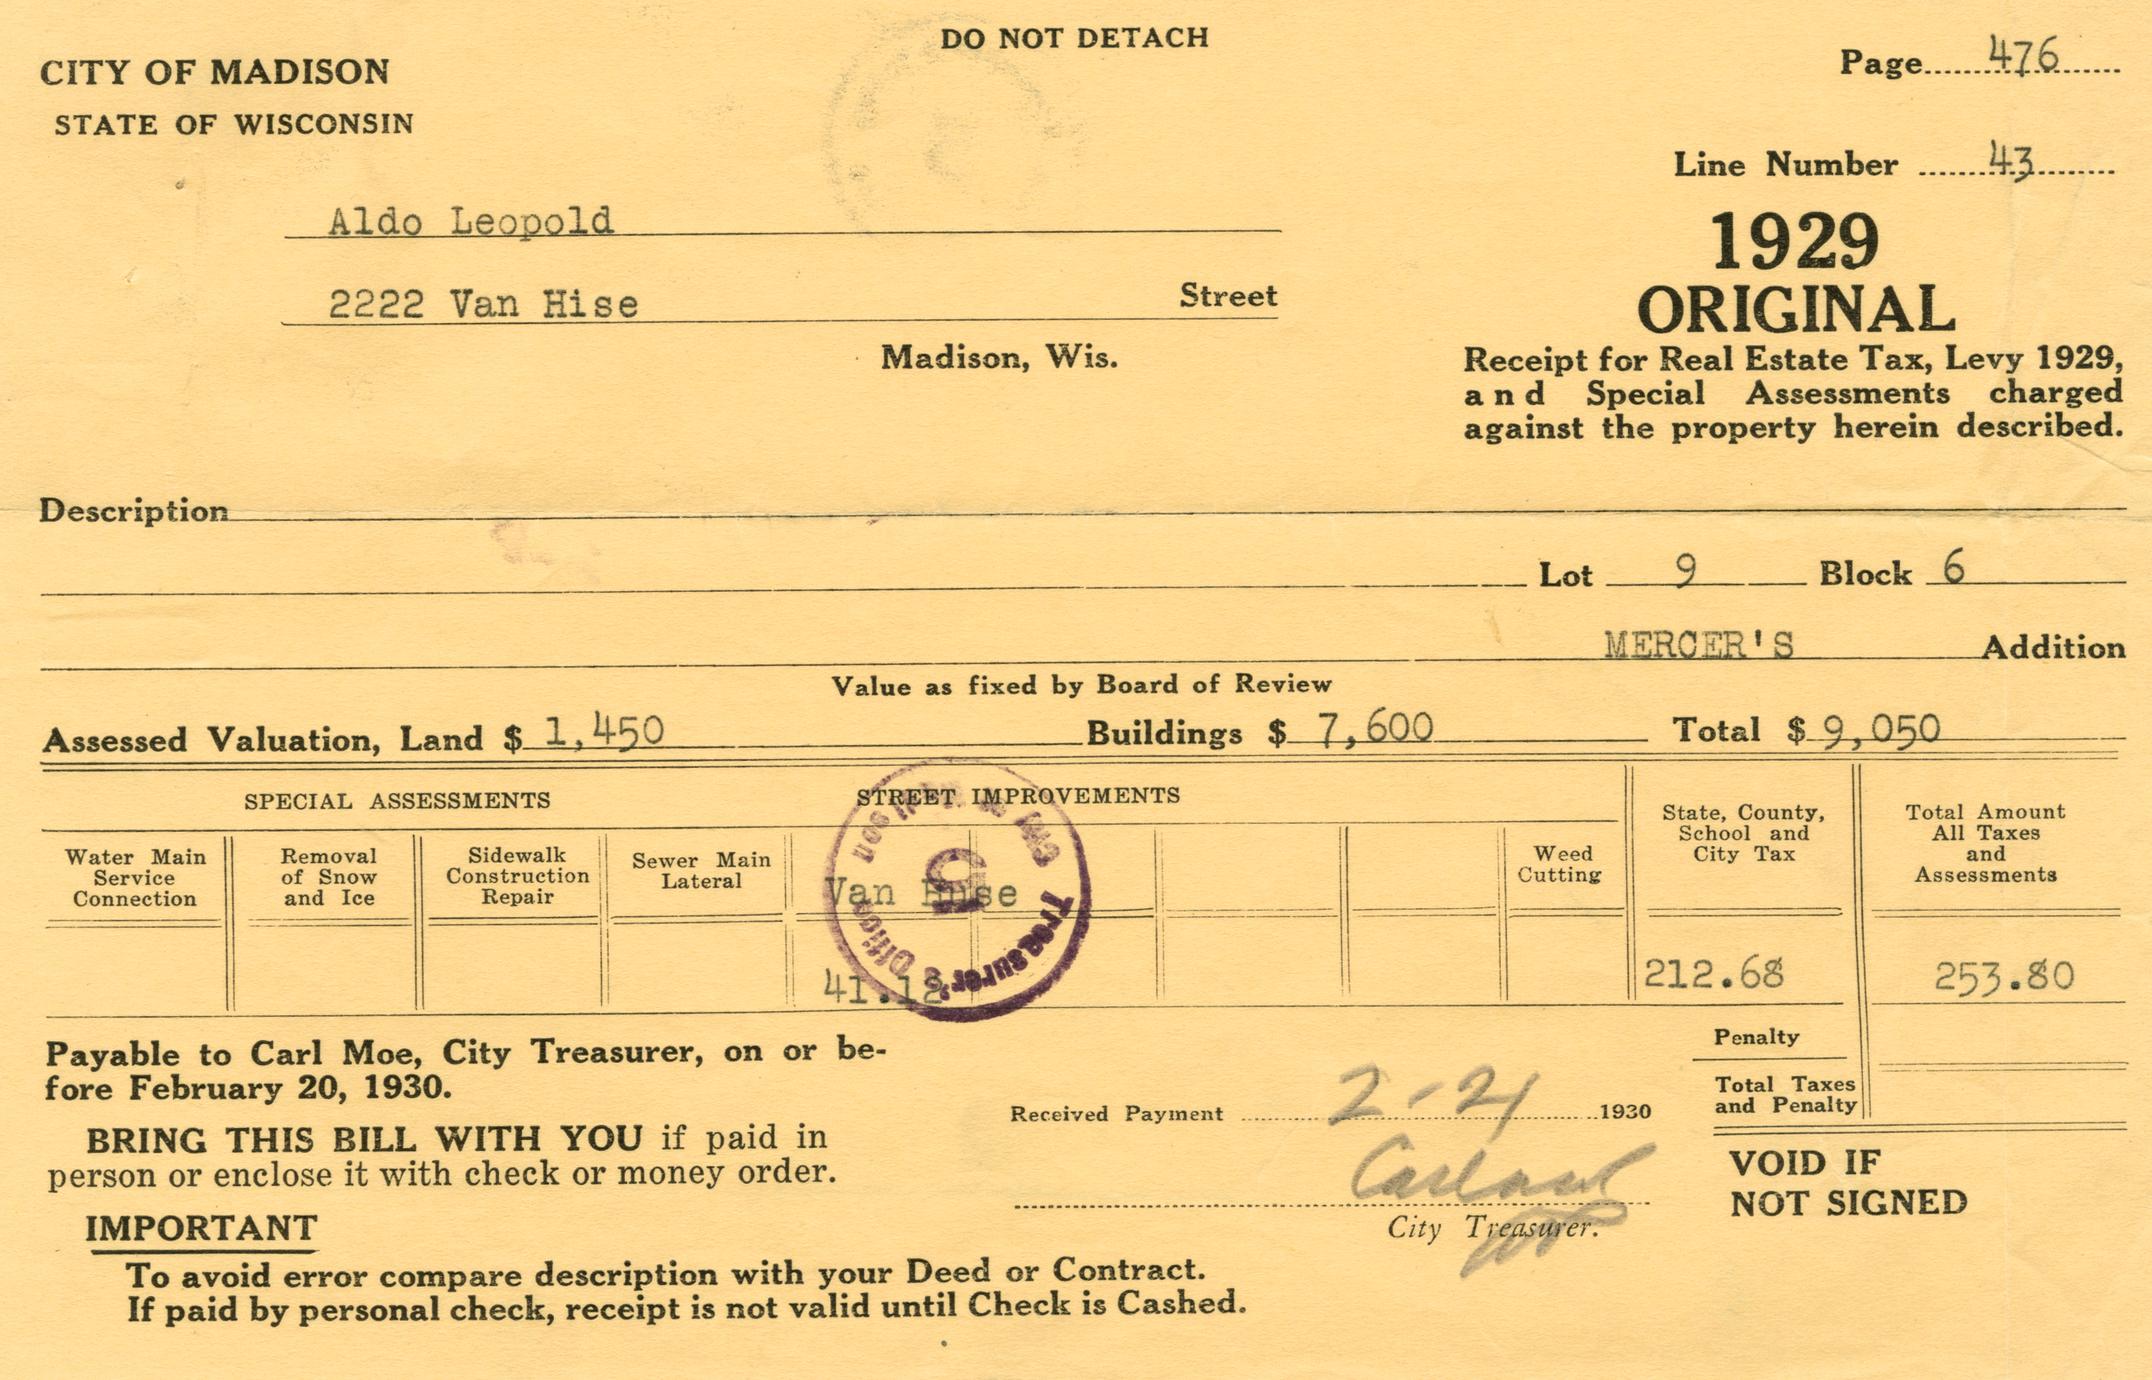 DO NOT DETACH
CITY OF MADISON
STATE OF WISCONSIN
Page 476
Line Number 43
Aldo Leopold
2222 Van Hise Street
Madison, Wis.
1929
ORIGINAL
Receipt for Real Estate Tax, Levy 1929,
and Special Assessments charged
against the property herein described.
Description
Lot 9 Block 6
MERCER'S Addition
Value as fixed by Board of Review
Assessed Valuation, Land $ 1,450 Buildings $ 7,600 Total $ 9,050
SPECIAL ASSESSMENTS
STREET IMPROVEMENTS
Water Main
Service
Connection
Removal
of Snow
and Ice
Sidewalk
Construction
Repair
Sewer Main
Lateral
Van Hise
Weed
Cutting
State, County,
School and
City Tax
Total Amount
All Taxes
and
Assessments
41.12
212.68
253.80
City of Madison
Treasurer's Office
Penalty
Total Taxes
and Penalty
Payable to Carl Moe, City Treasurer, on or be-
fore February 20, 1930.
BRING THIS BILL WITH YOU if paid in
person or enclose it with check or money order.
IMPORTANT
To avoid error compare description with your Deed or Contract.
If paid by personal check, receipt is not valid until Check is Cashed.
Received Payment 2-21 1930
City Treasurer.
VOID IF
NOT SIGNED